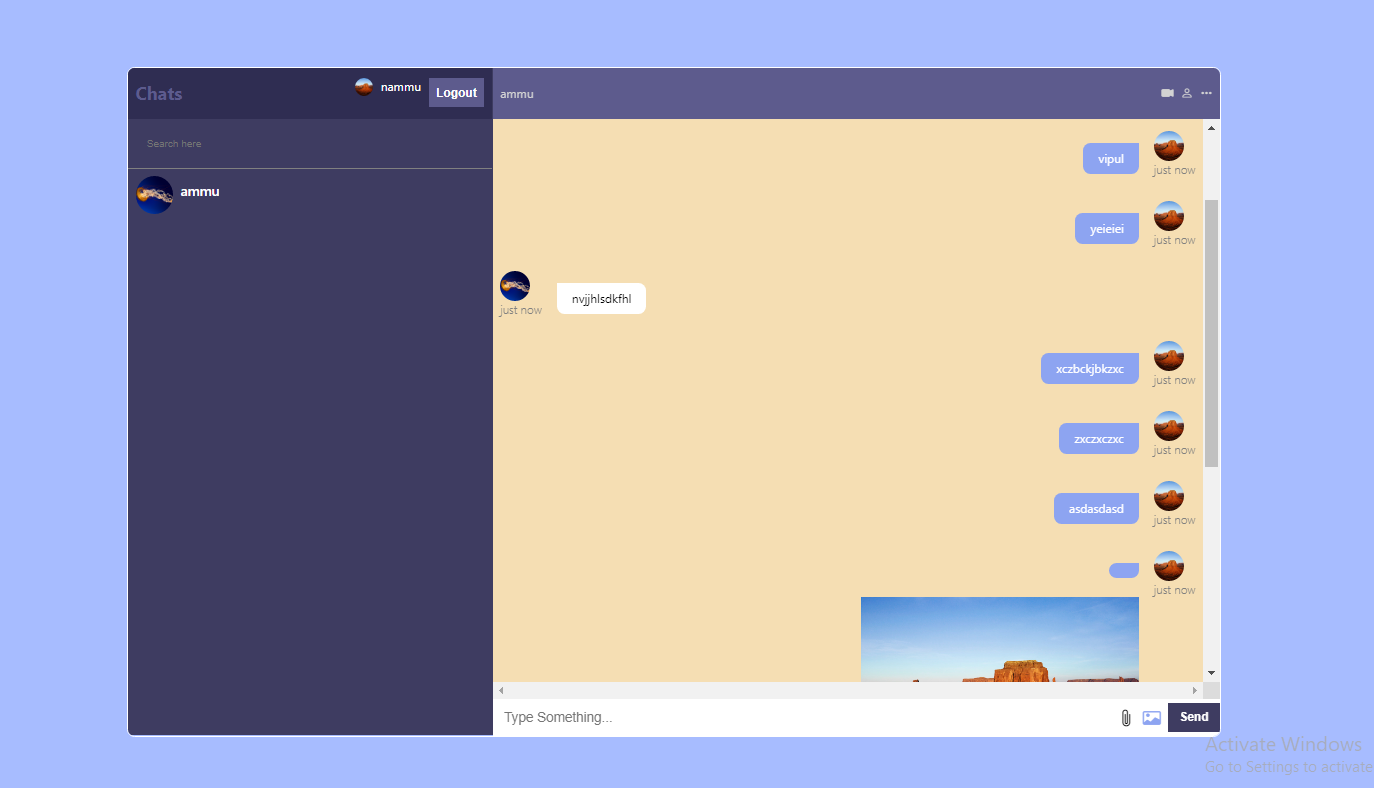 Chats
nammu
Logout
ammu
Search here
ammu
vipul
just now
yeieiei
just now
nvjjhlsdkfhl
just now
xczbckjbkzxc
just now
zxczxczxc
just now
asdasdasd
just now
just now
Type Something...
Send
Activate Windows
Go to Settings to activate